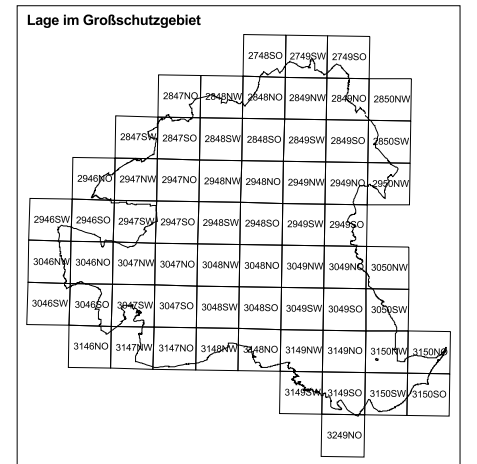 Lage im Großschutzgebiet
2748SO 2749SW 2749SO
2847NO 2848NW 2848NO 2849NW 2849NO 2850NW
2847SW 2847SO 2848SW 2848SO 2849SW 2849SO 2850SW
2946NO 2947NW 2947NO 2948NW 2948NO 2949NW 2949NO 2950NW
2946SW 2946SO 2947SW 2947SO 2948SW 2948SO 2949SW 2949SO
3046NW 3046NO 3047NW 3047NO 3048NW 3048NO 3049NW 3049NO 3050NW
3046SW 3046SO 3047SW 3047SO 3048SW 3048SO 3049SW 3049SO 3050SW
3146NO 3147NW 3147NO 3148NW 3148NO 3149NW 3149NO 3150NW 3150NO
3149SW 3149SO 3150SW 3150SO
3249NO